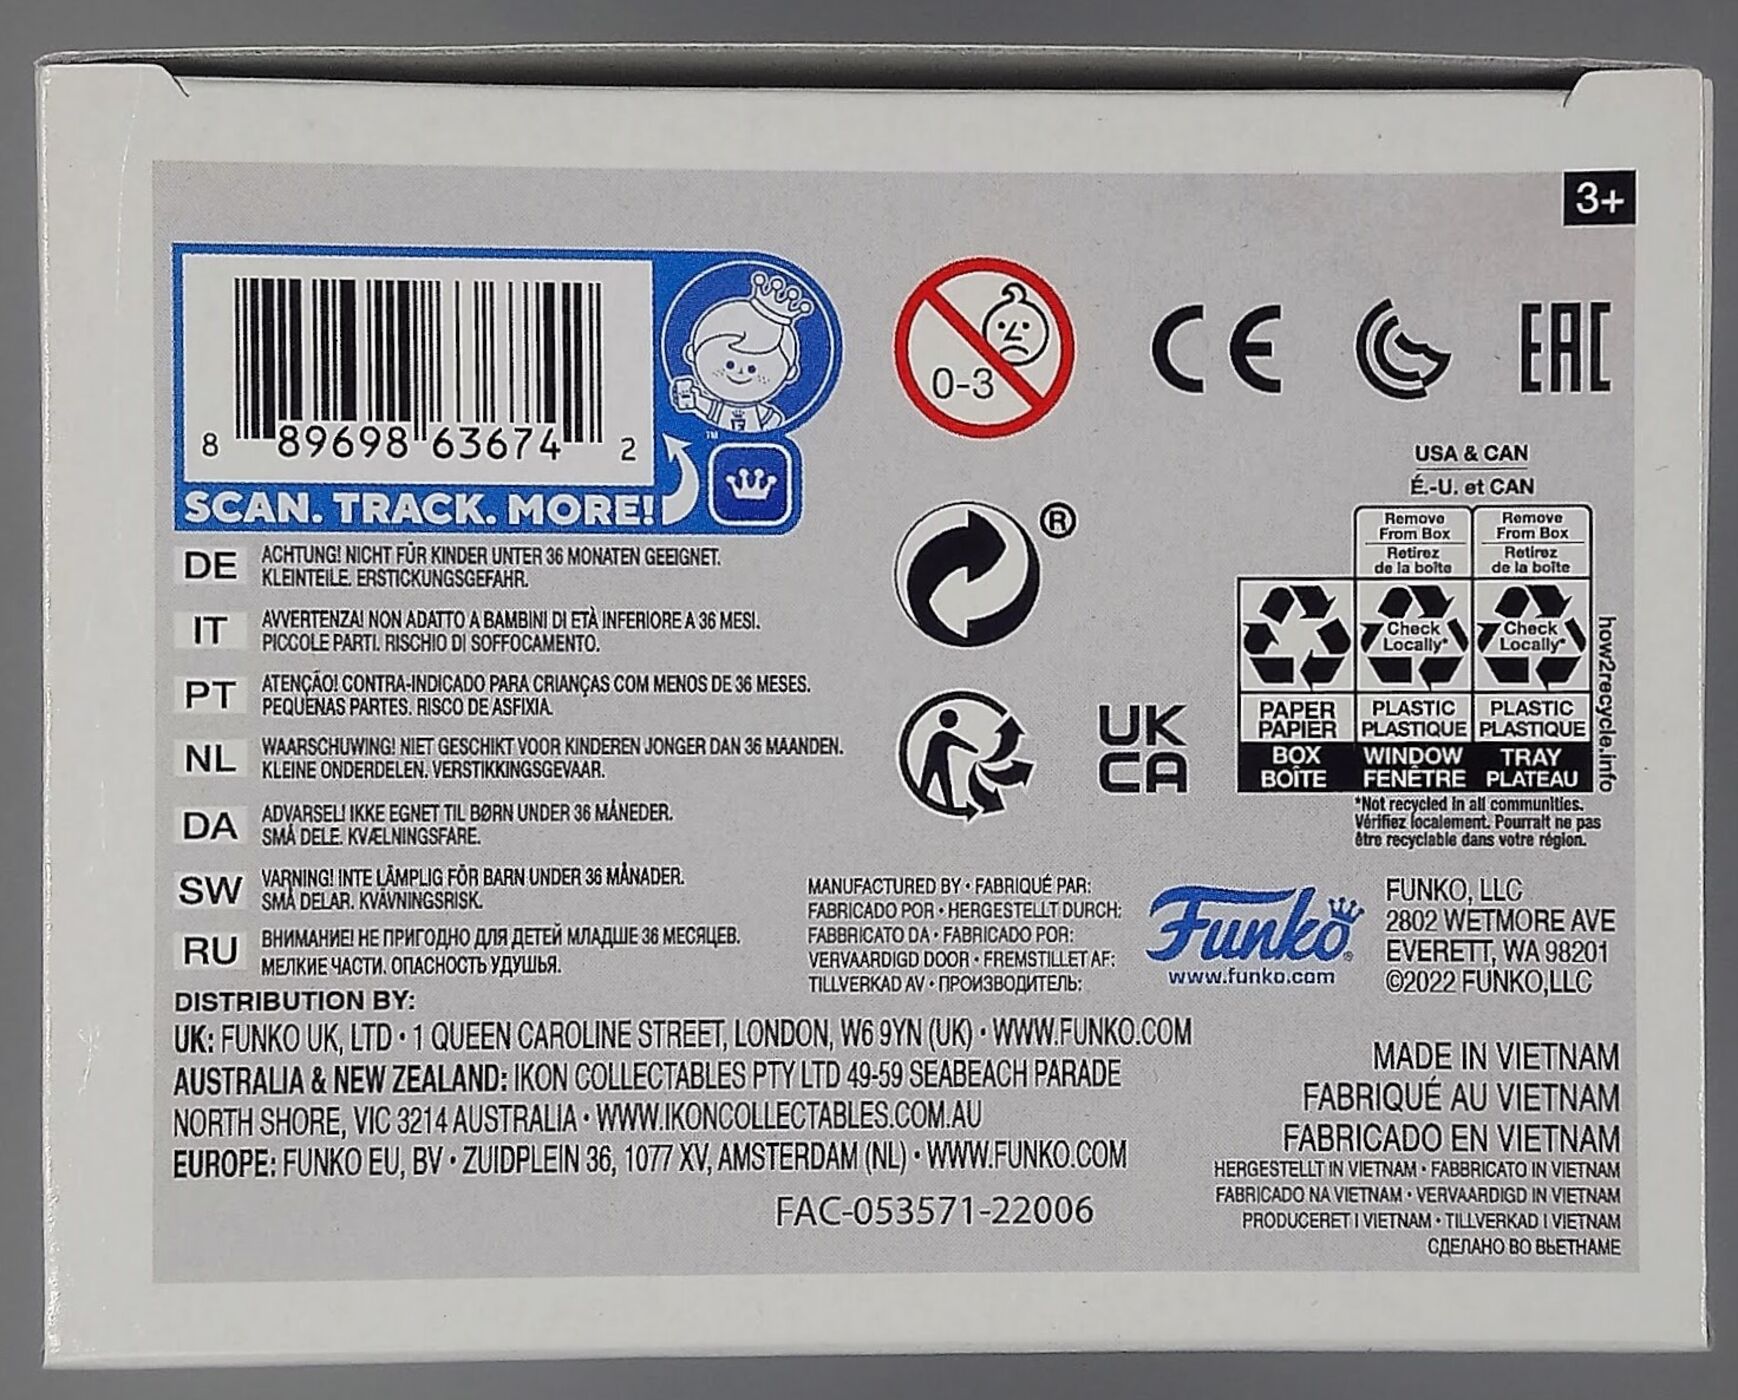 3+
8 89698 63674 2
TM
SCAN. TRACK. MORE!
0-3
CE
EAC
DE ACHTUNG! NICHT FÜR KINDER UNTER 36 MONATEN GEEIGNET.
KLEINTEILE. ERSTICKUNGSGEFAHR.
IT AVVERTENZA! NON ADATTO A BAMBINI DI ETÀ INFERIORE A 36 MESI.
PICCOLE PARTI. RISCHIO DI SOFFOCAMENTO.
PT ATENÇÃO! CONTRA-INDICADO PARA CRIANÇAS COM MENOS DE 36 MESES.
PEQUENAS PARTES. RISCO DE ASFIXIA.
NL WAARSCHUWING! NIET GESCHIKT VOOR KINDEREN JONGER DAN 36 MAANDEN.
KLEINE ONDERDELEN. VERSTIKKINGSGEVAAR.
DA ADVARSEL! IKKE EGNET TIL BØRN UNDER 36 MÅNEDER.
SMÅ DELE. KVÆLNINGSFARE.
SW VARNING! INTE LÄMPLIG FÖR BARN UNDER 36 MÅNADER.
SMÅ DELAR. KVÄVNINGSRISK.
RU ВНИМАНИЕ! НЕ ПРИГОДНО ДЛЯ ДЕТЕЙ МЛАДШЕ 36 МЕСЯЦЕВ.
МЕЛКИЕ ЧАСТИ. ОПАСНОСТЬ УДУШЬЯ.
®
UK
CA
USA & CAN
É.-U. et CAN
Remove From Box Retirez de la boîte
Remove From Box Retirez de la boîte
Check Locally*
Check Locally*
PAPER PAPIER
PLASTIC PLASTIQUE
PLASTIC PLASTIQUE
BOX BOÎTE
WINDOW FENÊTRE
TRAY PLATEAU
how2recycle.info
*Not recycled in all communities.
Vérifiez localement. Pourrait ne pas
être recyclable dans votre région.
MANUFACTURED BY • FABRIQUÉ PAR:
FABRICADO POR • HERGESTELLT DURCH:
FABBRICATO DA • FABRICADO POR:
VERVAARDIGD DOOR • FREMSTILLET AF:
TILLVERKAD AV • ПРОИЗВОДИТЕЛЬ:
Funko®
www.funko.com
FUNKO, LLC
2802 WETMORE AVE
EVERETT, WA 98201
©2022 FUNKO,LLC
DISTRIBUTION BY:
UK: FUNKO UK, LTD • 1 QUEEN CAROLINE STREET, LONDON, W6 9YN (UK) • WWW.FUNKO.COM
AUSTRALIA & NEW ZEALAND: IKON COLLECTABLES PTY LTD 49-59 SEABEACH PARADE
NORTH SHORE, VIC 3214 AUSTRALIA • WWW.IKONCOLLECTABLES.COM.AU
EUROPE: FUNKO EU, BV • ZUIDPLEIN 36, 1077 XV, AMSTERDAM (NL) • WWW.FUNKO.COM
FAC-053571-22006
MADE IN VIETNAM
FABRIQUÉ AU VIETNAM
FABRICADO EN VIETNAM
HERGESTELLT IN VIETNAM • FABBRICATO IN VIETNAM
FABRICADO NA VIETNAM • VERVAARDIGD IN VIETNAM
PRODUCERET I VIETNAM • TILLVERKAD I VIETNAM
СДЕЛАНО ВО ВЬЕТНАМЕ